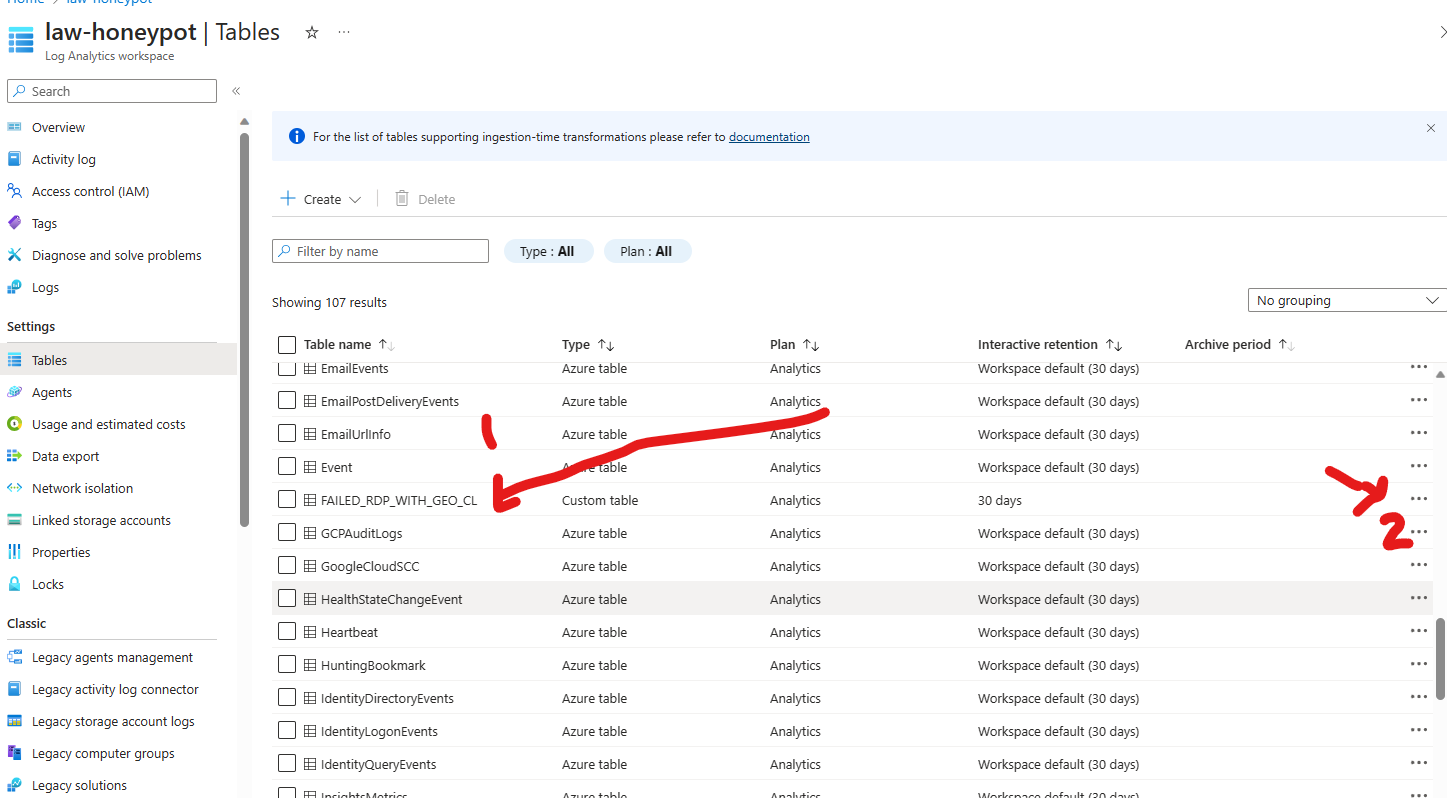 Home > law-honeypot
law-honeypot | Tables
Log Analytics workspace
Search
Overview
Activity log
Access control (IAM)
Tags
Diagnose and solve problems
Logs
Settings
Tables
Agents
Usage and estimated costs
Data export
Network isolation
Linked storage accounts
Properties
Locks
Classic
Legacy agents management
Legacy activity log connector
Legacy storage account logs
Legacy computer groups
Legacy solutions
For the list of tables supporting ingestion-time transformations please refer to documentation
Create Delete
Filter by name Type : All Plan : All
Showing 107 results
No grouping
Table name Type Plan Interactive retention Archive period
EmailEvents Azure table Analytics Workspace default (30 days)
EmailPostDeliveryEvents Azure table Analytics Workspace default (30 days)
1
EmailUrlInfo Azure table Analytics Workspace default (30 days)
Event Azure table Analytics Workspace default (30 days)
FAILED_RDP_WITH_GEO_CL Custom table Analytics 30 days
2
GCPAuditLogs Azure table Analytics Workspace default (30 days)
GoogleCloudSCC Azure table Analytics Workspace default (30 days)
HealthStateChangeEvent Azure table Analytics Workspace default (30 days)
Heartbeat Azure table Analytics Workspace default (30 days)
HuntingBookmark Azure table Analytics Workspace default (30 days)
IdentityDirectoryEvents Azure table Analytics Workspace default (30 days)
IdentityLogonEvents Azure table Analytics Workspace default (30 days)
IdentityQueryEvents Azure table Analytics Workspace default (30 days)
InsightsMetrics Azure table Analytics Workspace default (30 days)